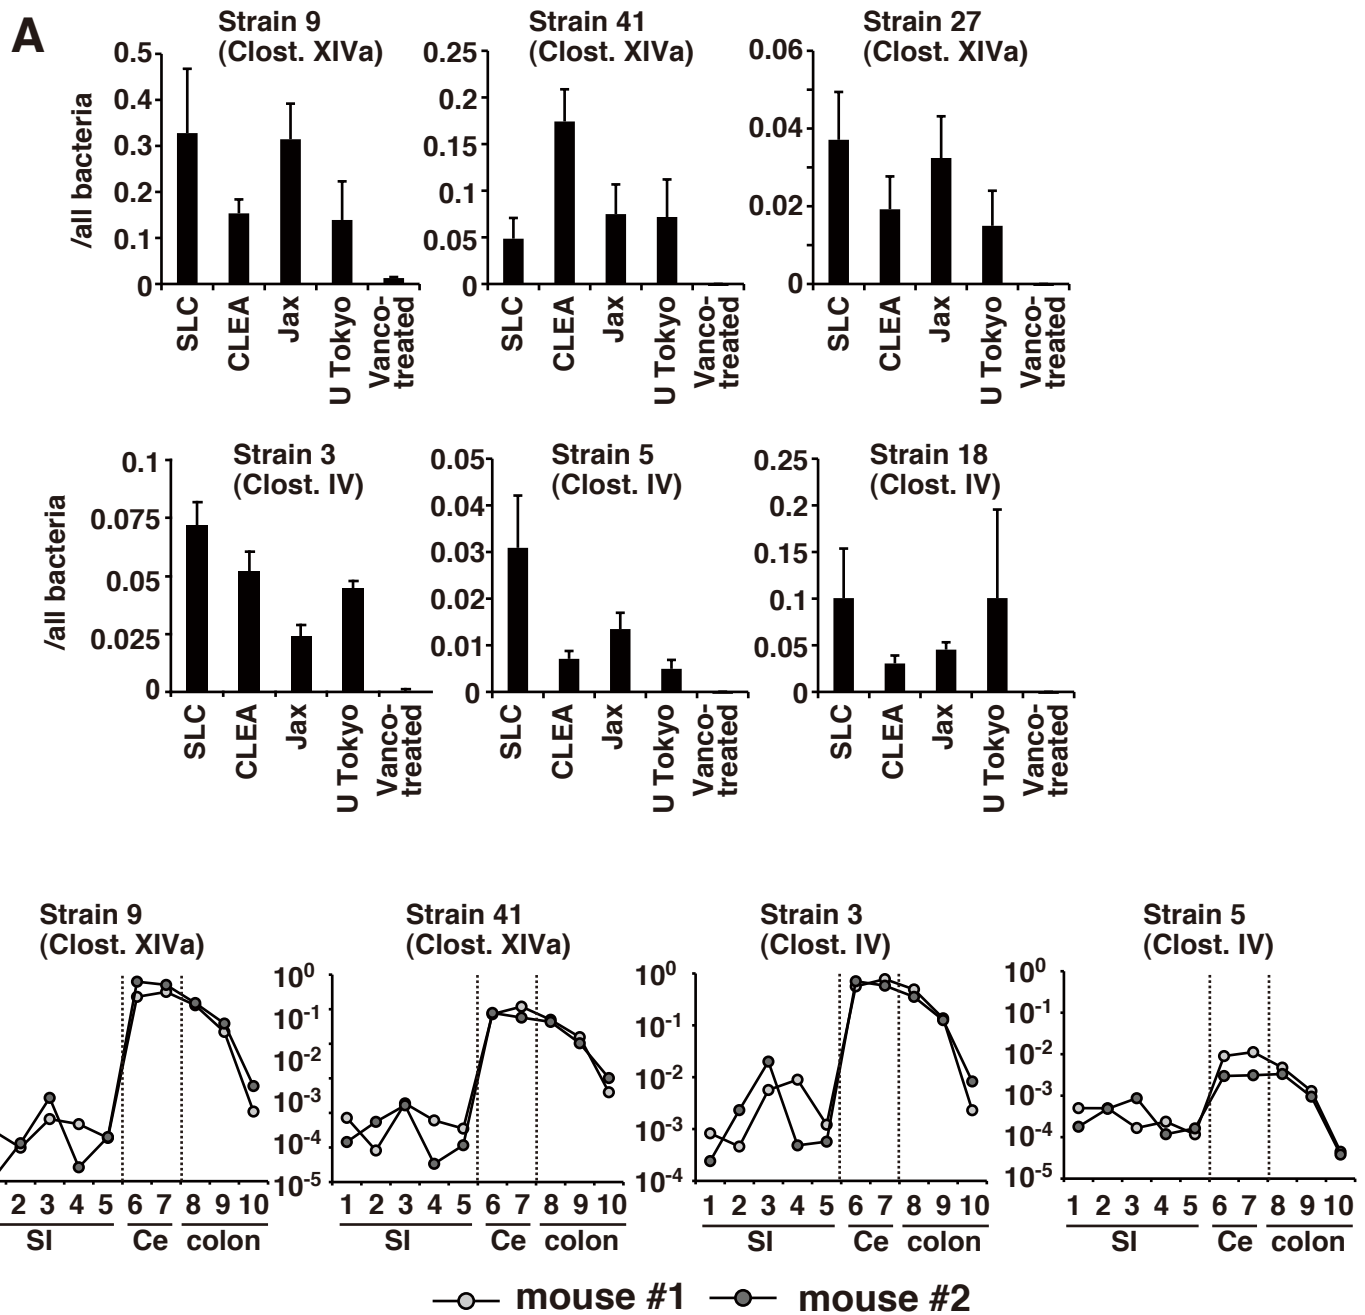 A
Strain 9
(Clost. XIVa)
/all bacteria
0.5
0.4
0.3
0.2
0.1
0
SLC
CLEA
Jax
U Tokyo
Vanco-
treated
Strain 41
(Clost. XIVa)
0.25
0.2
0.15
0.1
0.05
0
SLC
CLEA
Jax
U Tokyo
Vanco-
treated
Strain 27
(Clost. XIVa)
0.06
0.04
0.02
0
SLC
CLEA
Jax
U Tokyo
Vanco-
treated
Strain 3
(Clost. IV)
/all bacteria
0.1
0.075
0.05
0.025
0
SLC
CLEA
Jax
U Tokyo
Vanco-
treated
Strain 5
(Clost. IV)
0.05
0.04
0.03
0.02
0.01
0
SLC
CLEA
Jax
U Tokyo
Vanco-
treated
Strain 18
(Clost. IV)
0.25
0.2
0.15
0.1
0.05
0
SLC
CLEA
Jax
U Tokyo
Vanco-
treated
Strain 9
(Clost. XIVa)
2 3 4 5 6 7 8 9 10
SI Ce colon
Strain 41
(Clost. XIVa)
10⁰
10⁻¹
10⁻²
10⁻³
10⁻⁴
10⁻⁵
1 2 3 4 5 6 7 8 9 10
SI Ce colon
Strain 3
(Clost. IV)
10⁰
10⁻¹
10⁻²
10⁻³
10⁻⁴
1 2 3 4 5 6 7 8 9 10
SI Ce colon
Strain 5
(Clost. IV)
10⁰
10⁻¹
10⁻²
10⁻³
10⁻⁴
10⁻⁵
1 2 3 4 5 6 7 8 9 10
SI Ce colon
mouse #1 mouse #2